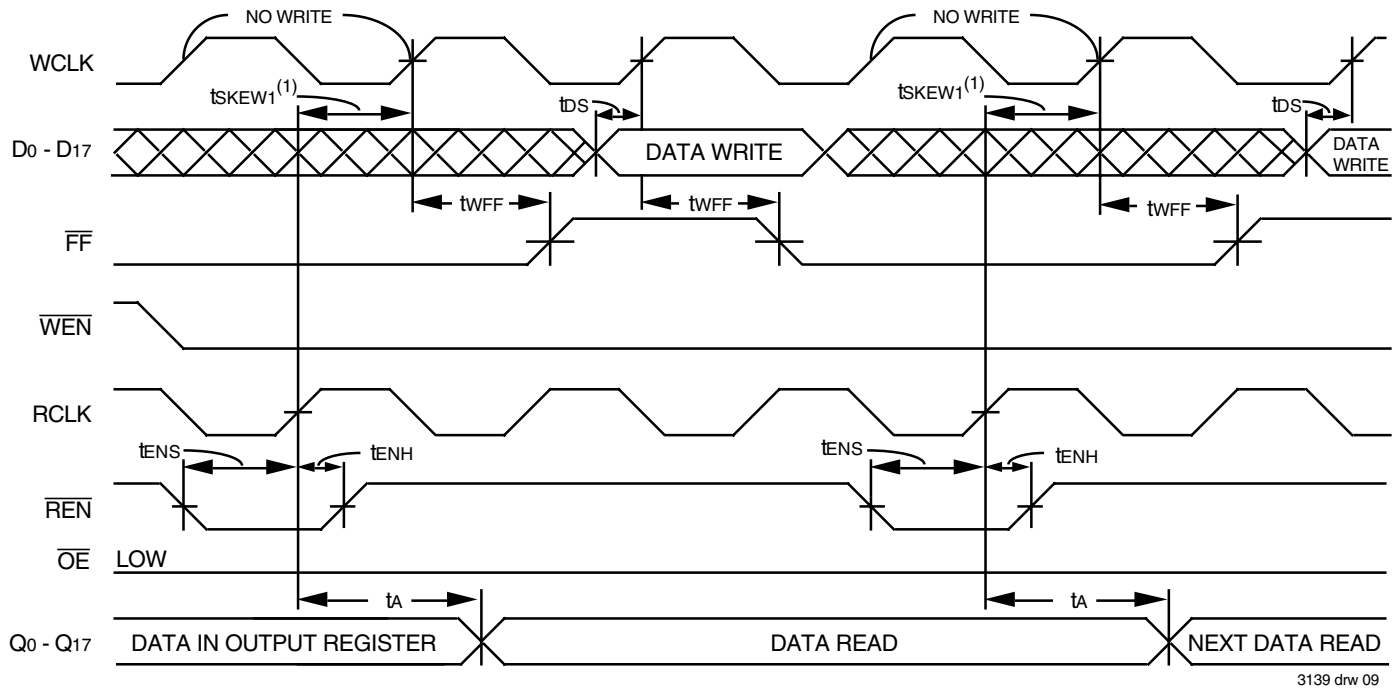 NO WRITE
NO WRITE
WCLK
tSKEW1(1)
tDS
tSKEW1(1)
tDS
D0 - D17
DATA WRITE
DATA
WRITE
tWFF
tWFF
tWFF
FF
WEN
RCLK
tENS
tENH
tENS
tENH
REN
OE
LOW
tA
tA
Q0 - Q17
DATA IN OUTPUT REGISTER
DATA READ
NEXT DATA READ
3139 drw 09